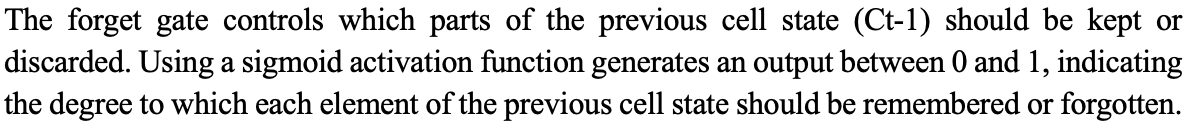 The forget gate controls which parts of the previous cell state (Ct-1) should be kept or
discarded. Using a sigmoid activation function generates an output between 0 and 1, indicating
the degree to which each element of the previous cell state should be remembered or forgotten.